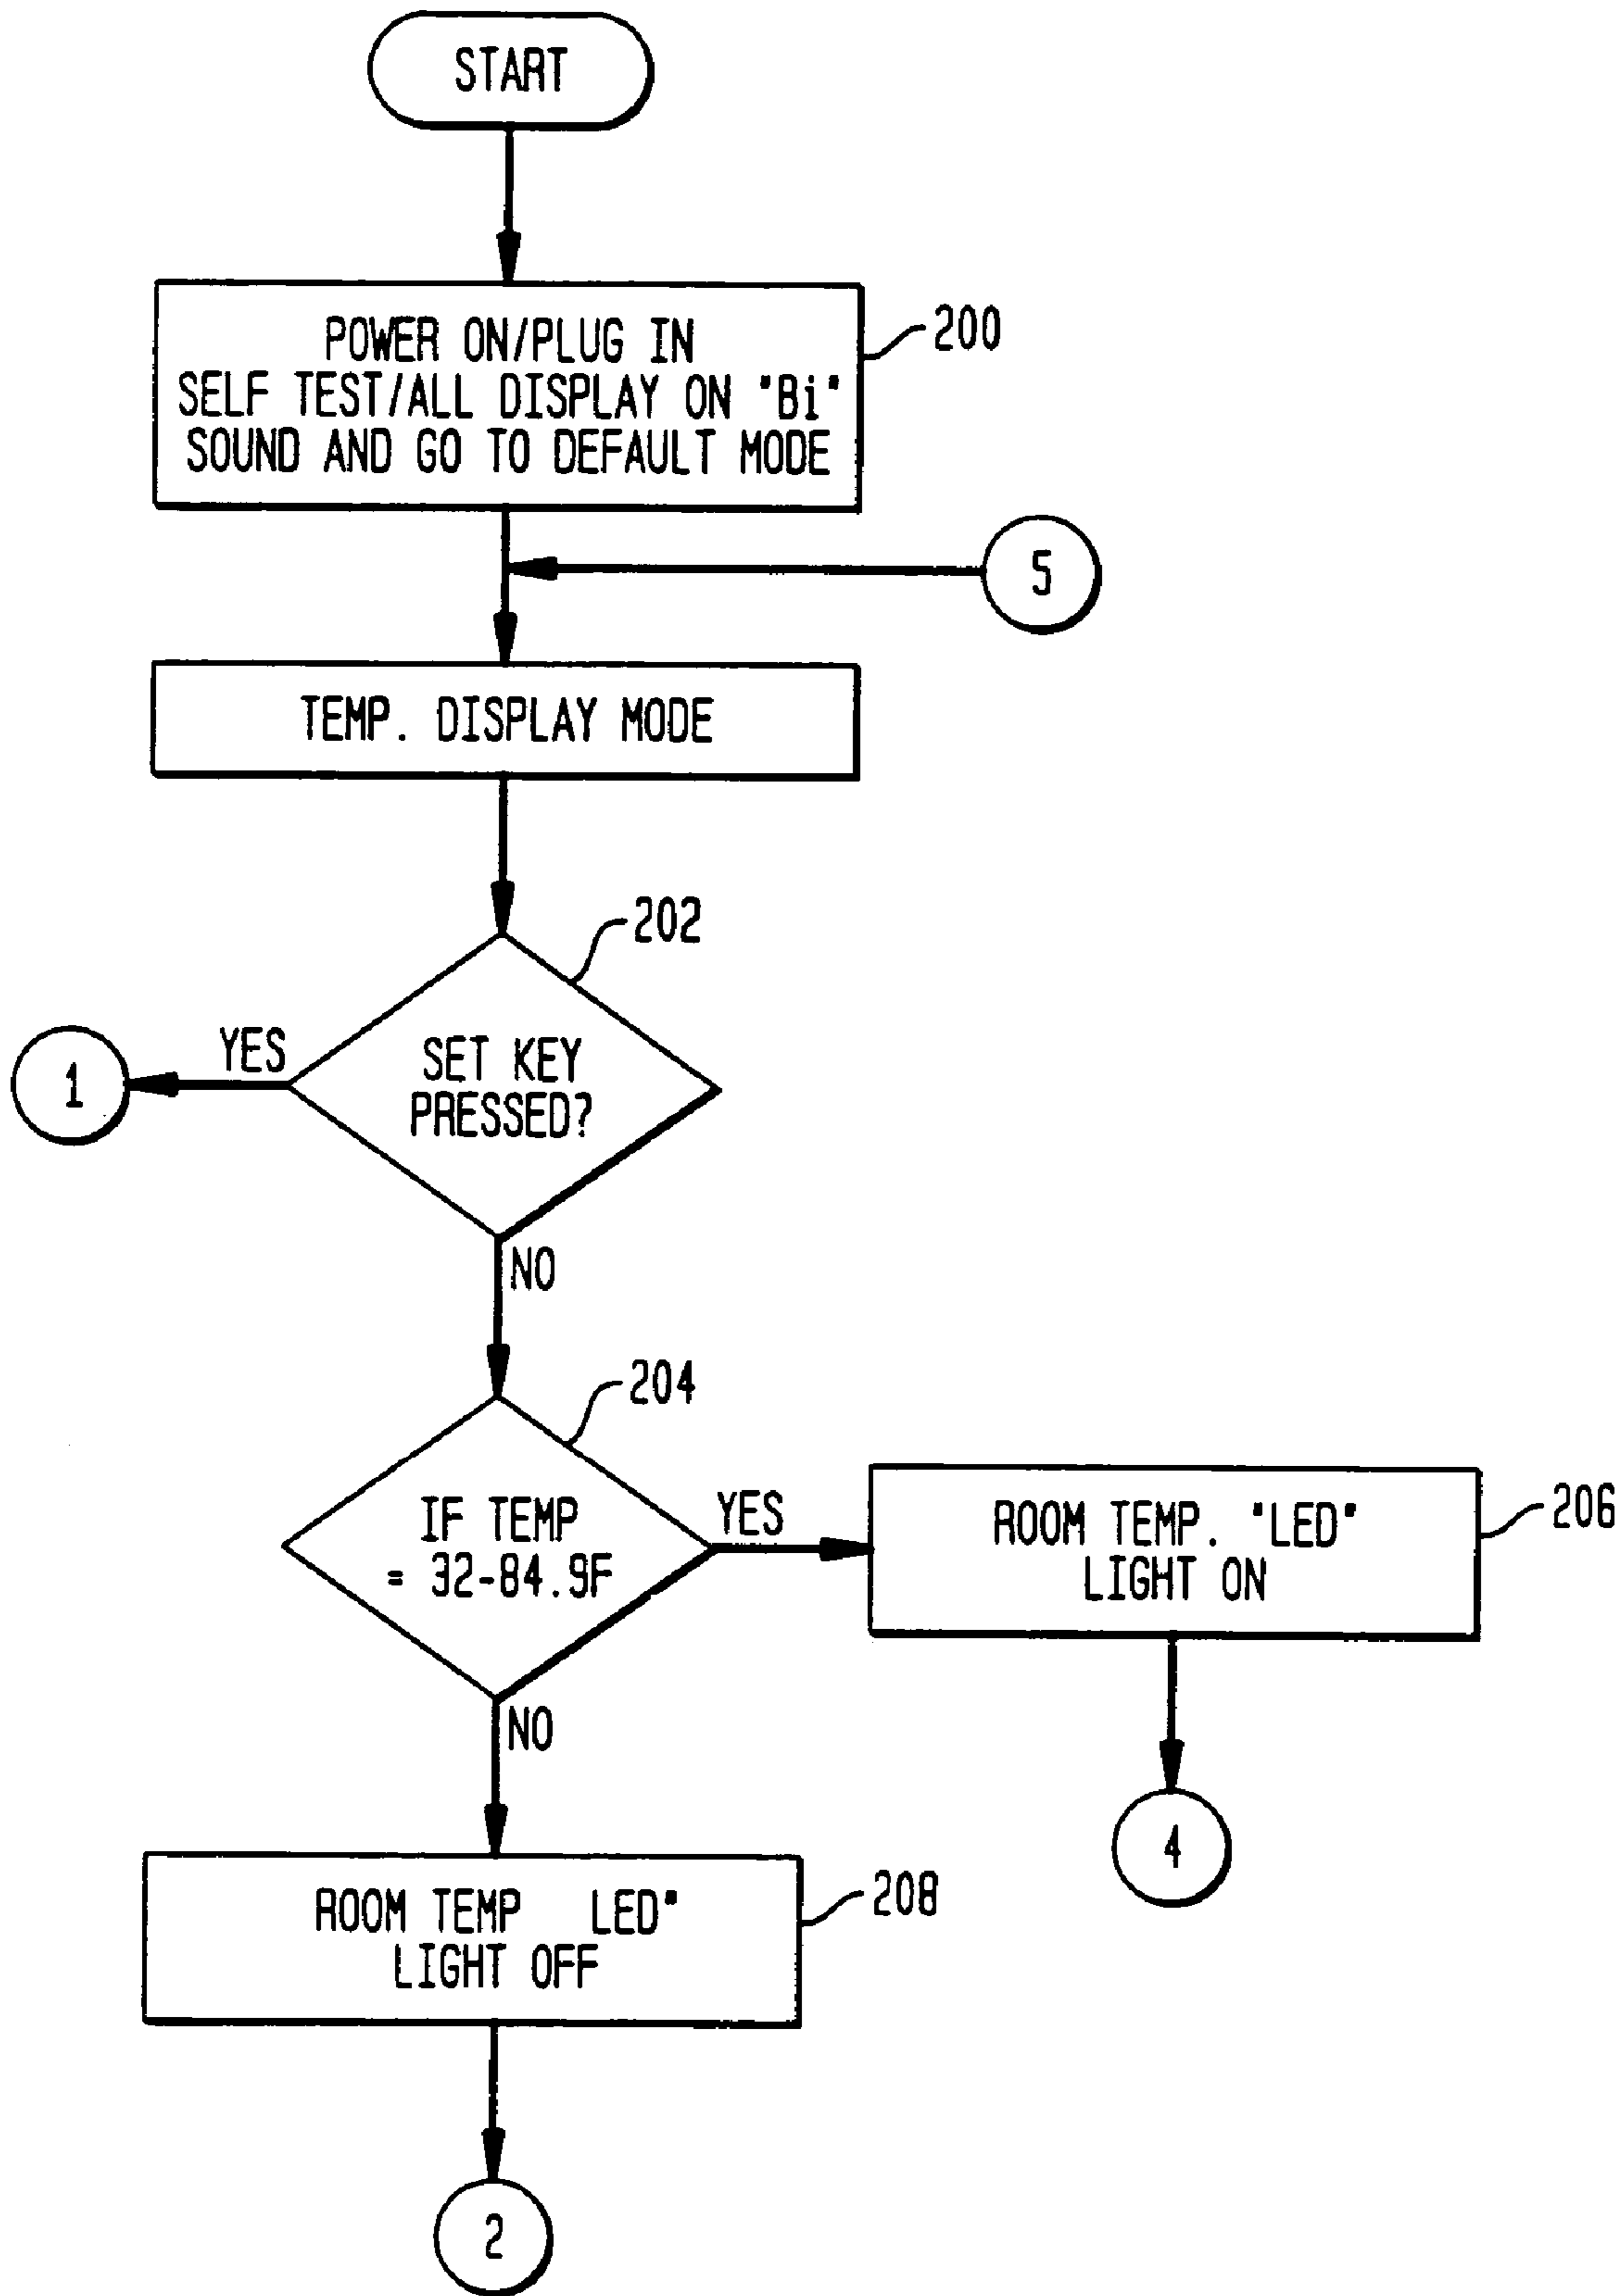 START
POWER ON/PLUG IN
SELF TEST/ALL DISPLAY ON "Bi"
SOUND AND GO TO DEFAULT MODE
200
5
TEMP. DISPLAY MODE
202
YES
1
SET KEY
PRESSED?
NO
204
IF TEMP
= 32-84.9F
YES
ROOM TEMP. "LED"
LIGHT ON
206
NO
4
ROOM TEMP LED"
LIGHT OFF
208
2